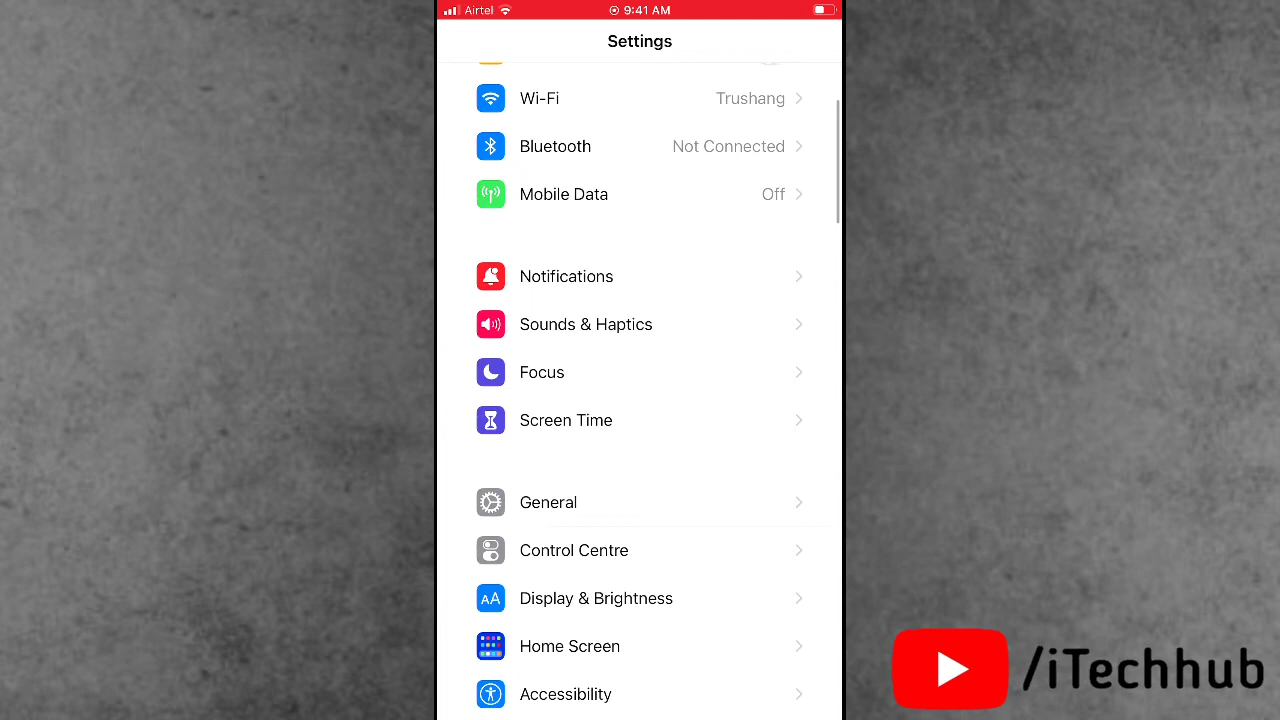 Airtel 9:41 AM
Settings
Wi-Fi Trushang
Bluetooth Not Connected
Mobile Data Off
Notifications
Sounds & Haptics
Focus
Screen Time
General
Control Centre
AA Display & Brightness
Home Screen
Accessibility
/iTechhub